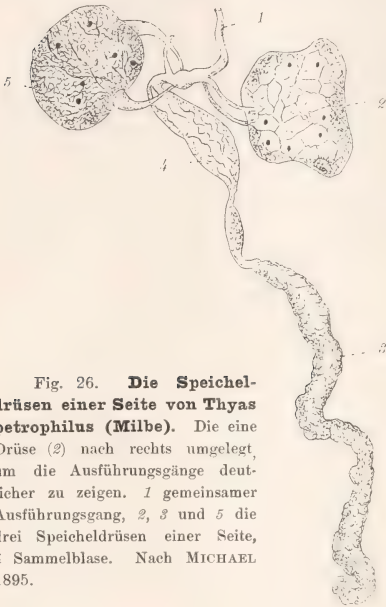 1
5
2
4
3
Fig. 26. Die Speichel-
drüsen einer Seite von Thyas
petrophilus (Milbe). Die eine
Drüse (2) nach rechts umgelegt,
um die Ausführungsgänge deut-
licher zu zeigen. 1 gemeinsamer
Ausführungsgang, 2, 3 und 5 die
drei Speicheldrüsen einer Seite,
4 Sammelblase. Nach MICHAEL
1895.